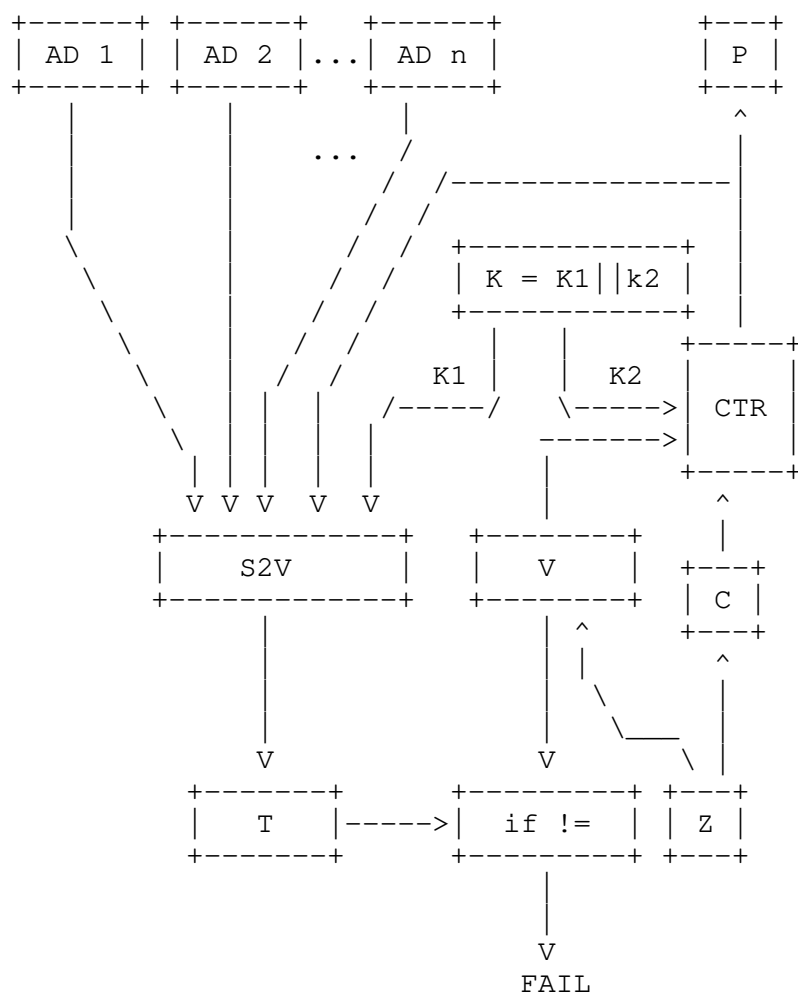 AD 1 AD 2 ... AD n P
...
K = K1||k2
K1 K2
CTR
V V V V V
S2V V
C
V V
T if != Z
V
FAIL